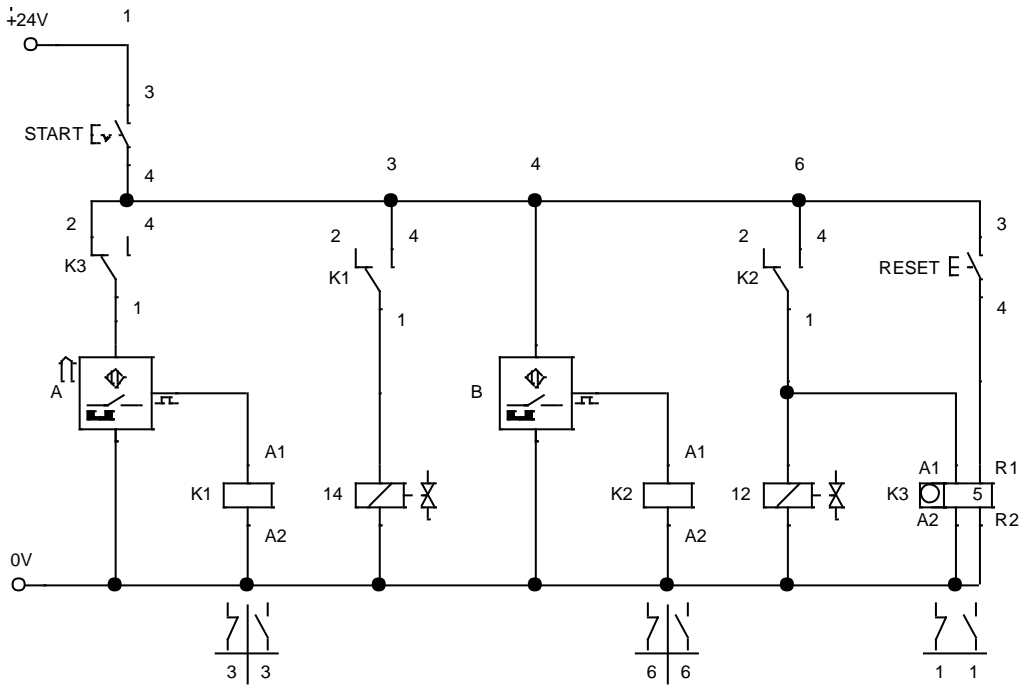 +24V 1
3
START
4 3 4 6
2 4 2 4 2 4 3
K3 K1 K2 RESET
1 1 1 4
A B
A1 A1 A1 R1
K1 14 K2 12 K3 5
A2 A2 A2 R2
0V
3 3 6 6 1 1